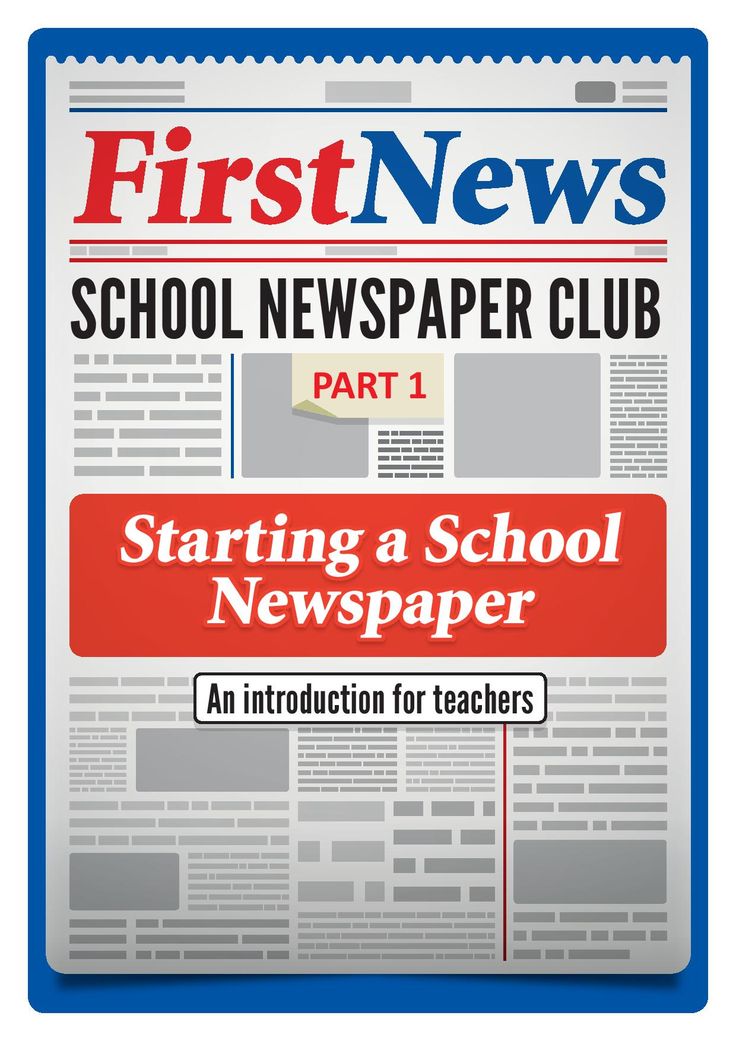 FirstNews
SCHOOL NEWSPAPER CLUB
PART 1
Starting a School
Newspaper
An introduction for teachers